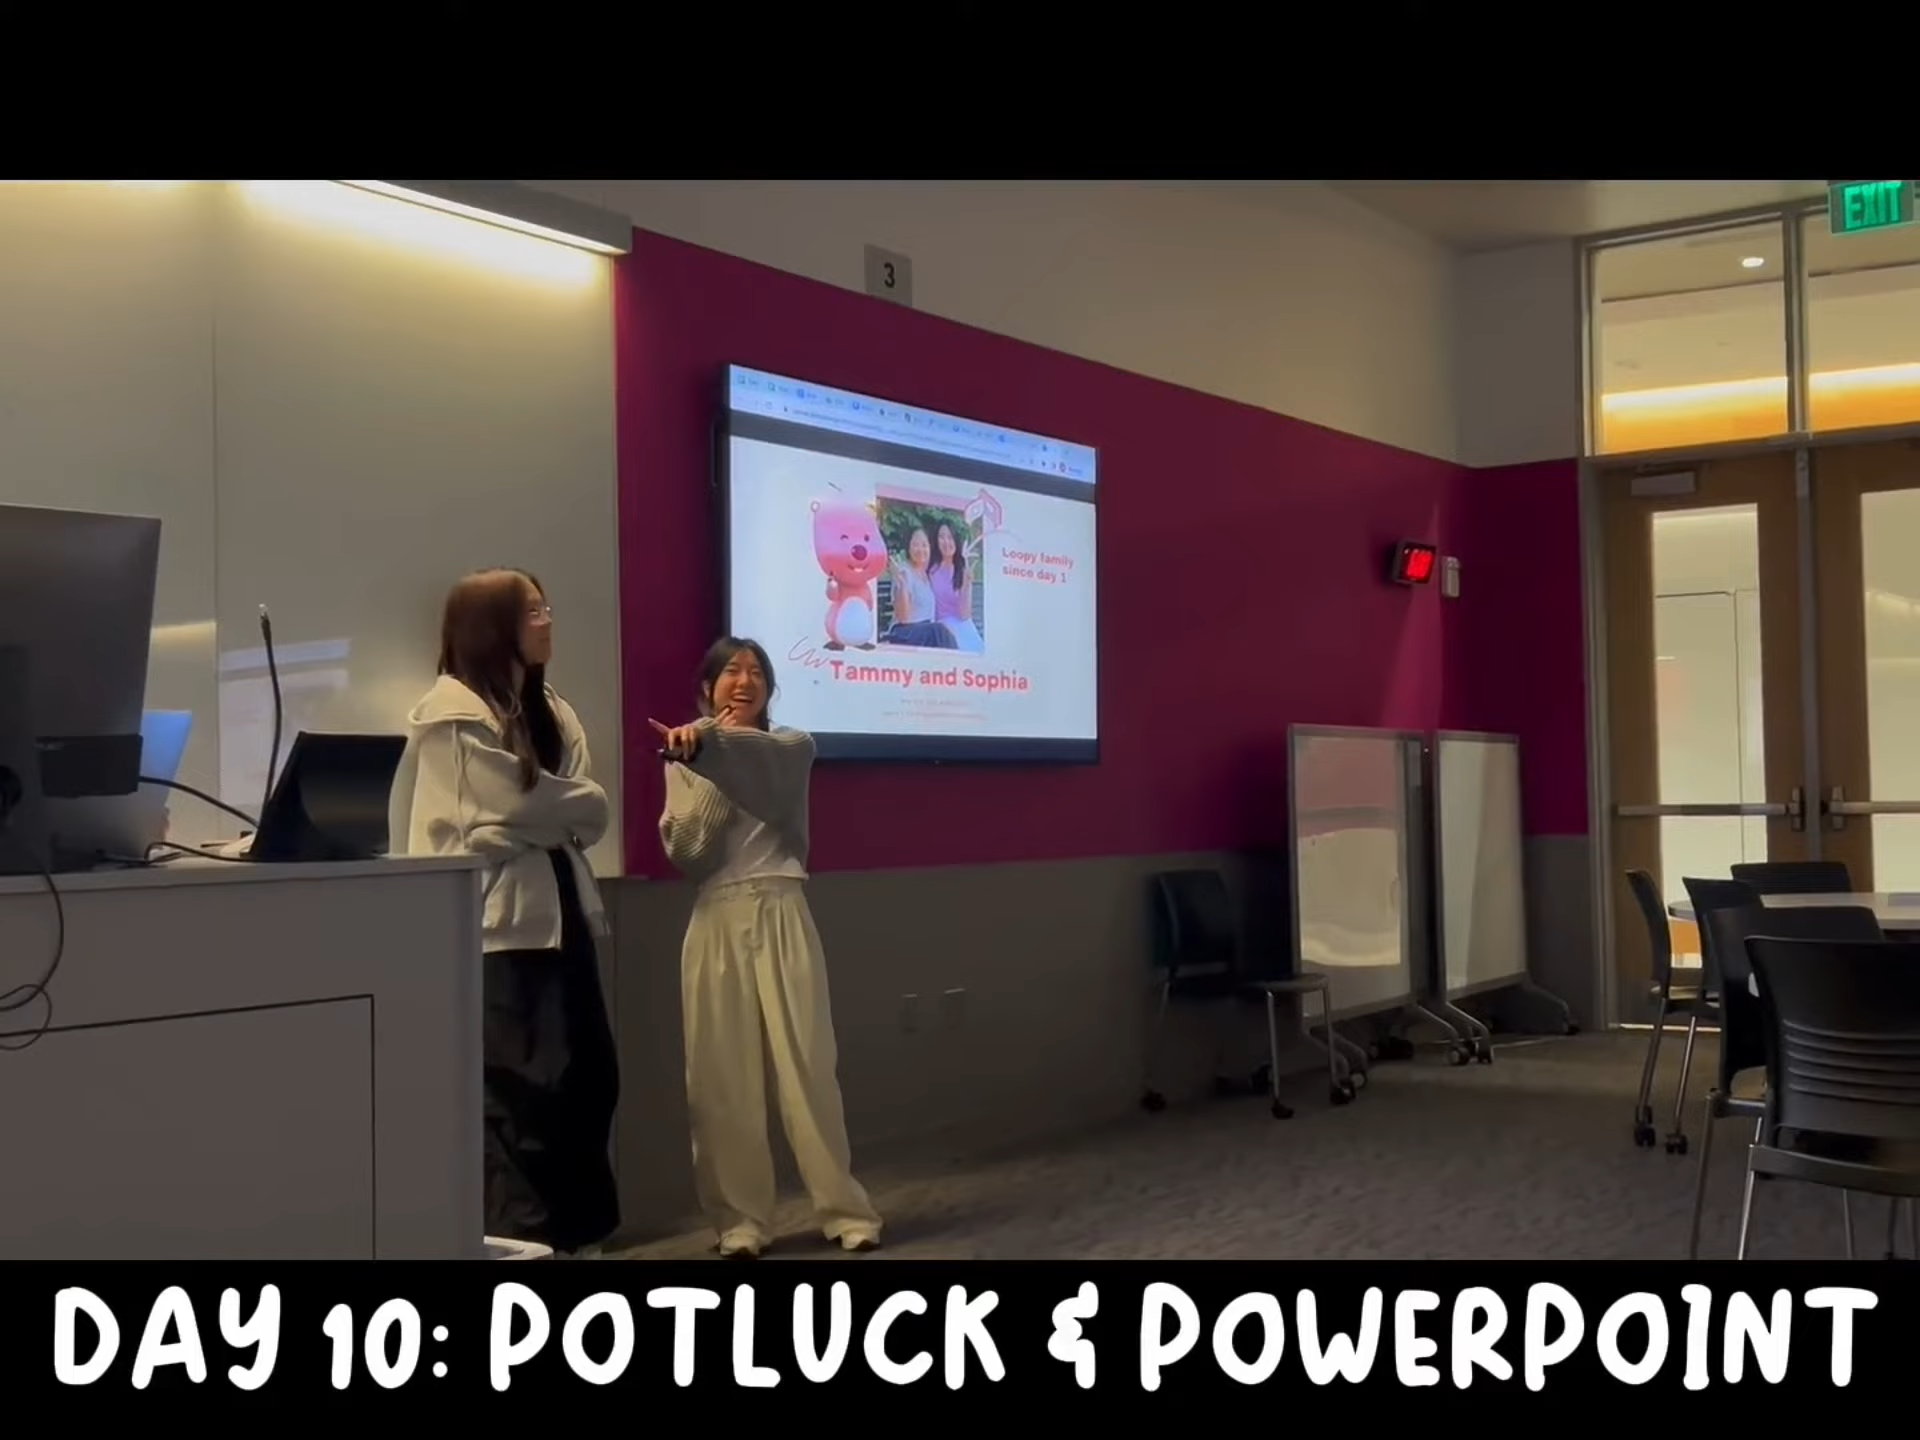 EXIT
3
Loopy family
since day 1
Tammy and Sophia
DAY 10: POTLUCK & POWERPOINT